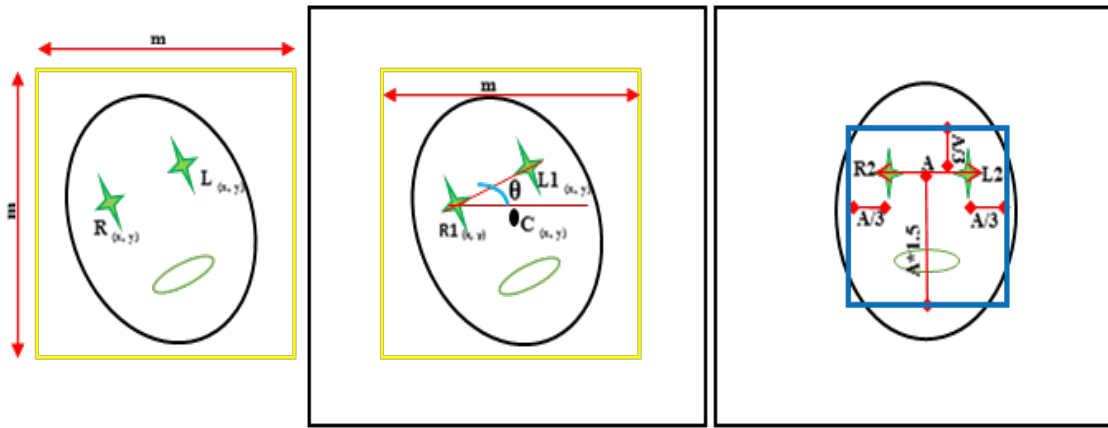 m
m
L (x, y)
R (x, y)
m
θ
L1 (x, y)
R1 (x, y)
C (x, y)
A/3
R2
A
L2
A/3
A/3
A*1.5